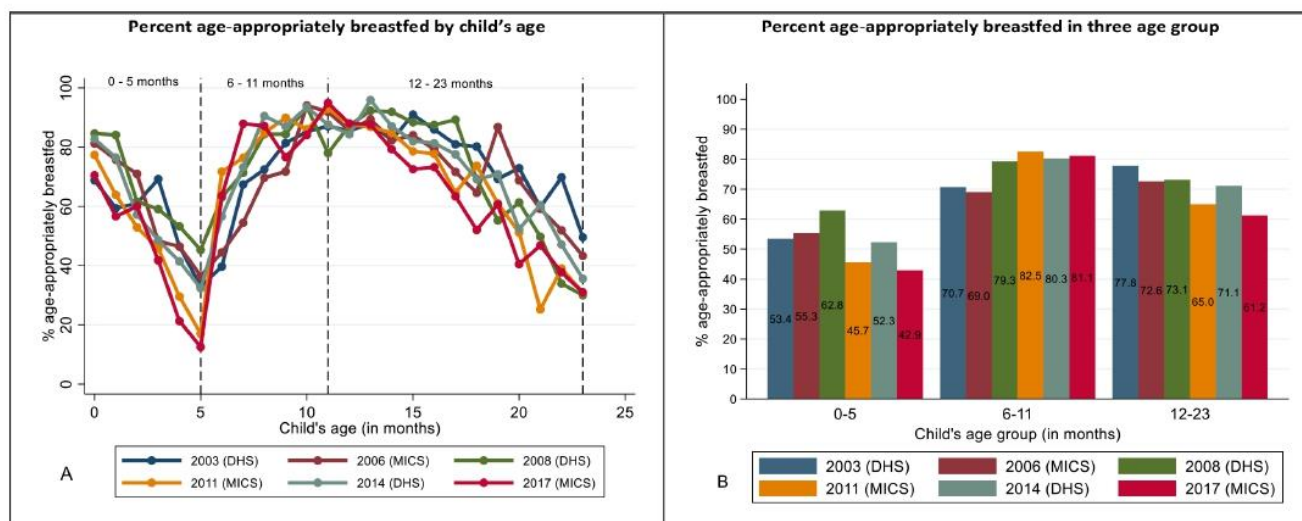 Percent age-appropriately breastfed by child's age
0 - 5 months 6 - 11 months 12 - 23 months
% age-appropriately breastfed
100
80
60
40
20
0
0 5 10 15 20 25
Child's age (in months)
A
2003 (DHS) 2006 (MICS) 2008 (DHS)
2011 (MICS) 2014 (DHS) 2017 (MICS)
Percent age-appropriately breastfed in three age group
% age-appropriately breastfed
100
90
80
70
60
50
40
30
20
10
0
53.4 55.3 62.8 45.7 52.3 42.9
70.7 69.0 79.3 82.5 80.3 81.1
77.8 72.6 73.1 65.0 71.1 61.2
0-5 6-11 12-23
Child's age group (in months)
B
2003 (DHS) 2006 (MICS) 2008 (DHS)
2011 (MICS) 2014 (DHS) 2017 (MICS)